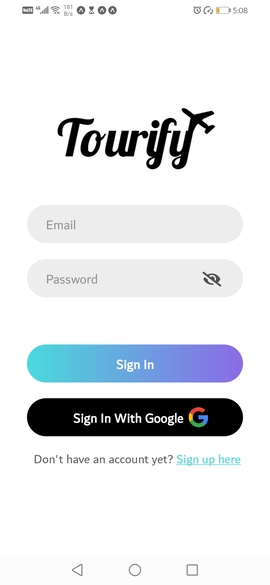 181
B/s
5:08
Tourify
Email
Password
Sign In
Sign In With Google
Don't have an account yet? Sign up here